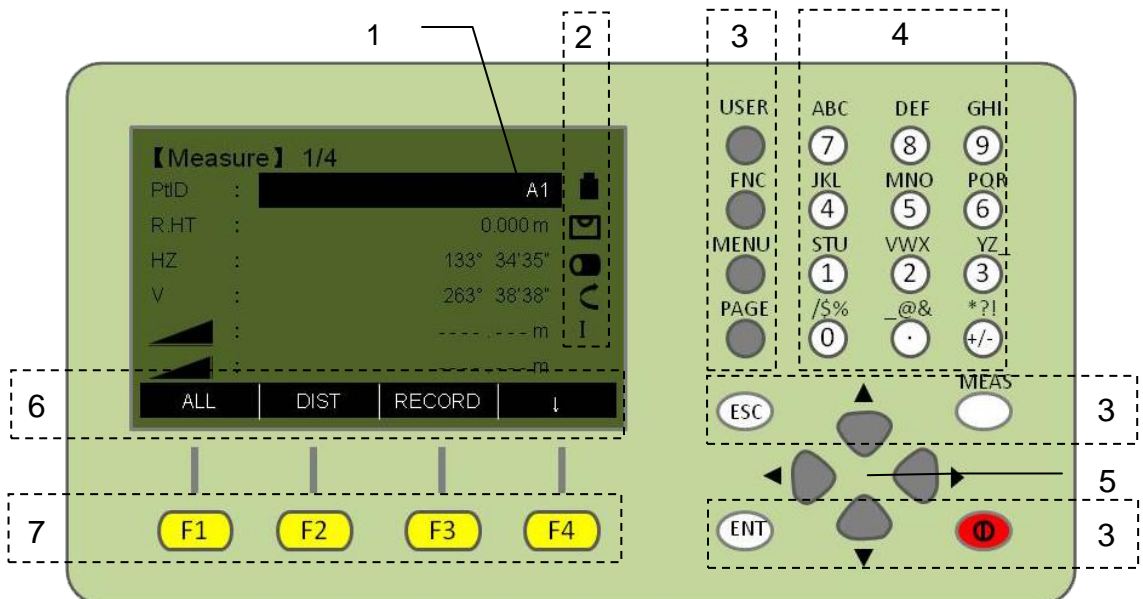 1
2
3
4
USER
ABC
DEF
GHI
【Measure】 1/4
7
8
9
PtID : A1
FNC
JKL
MNO
PQR
R.HT : 0.000 m
4
5
6
HZ : 133° 34'35"
MENU
STU
VWX
YZ_
1
2
3
V : 263° 38'38"
PAGE
/$%
_@&
*?!
: ----.--- m
I
0
.
+/-
: ----.--- m
6
ALL
DIST
RECORD
↓
ESC
MEAS
3
5
7
F1
F2
F3
F4
ENT
3